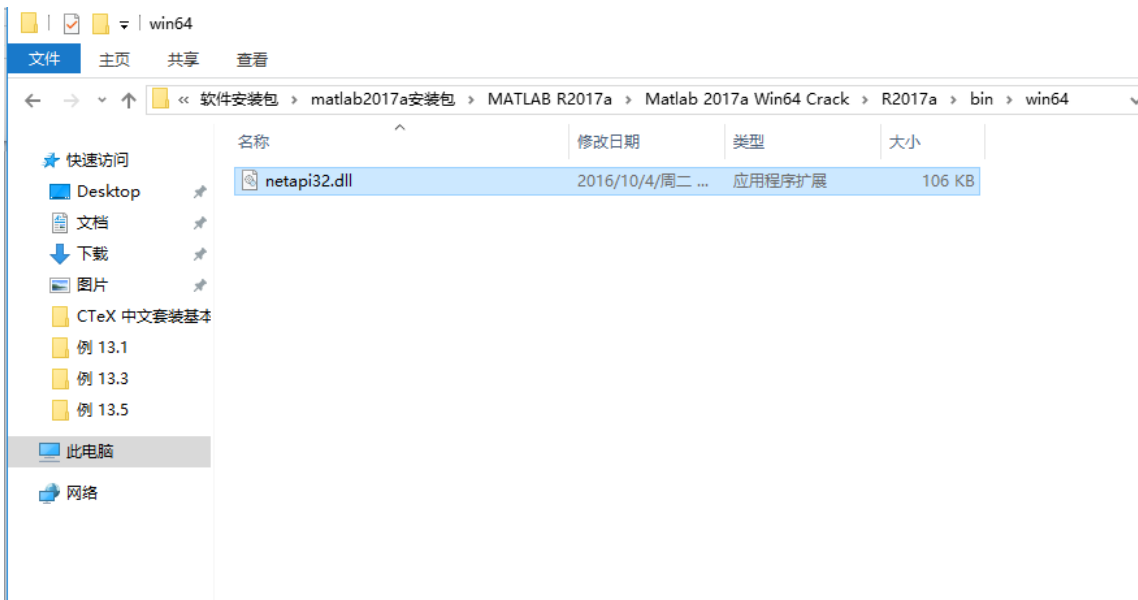 win64
文件 主页 共享 查看
« 软件安装包 › matlab2017a安装包 › MATLAB R2017a › Matlab 2017a Win64 Crack › R2017a › bin › win64
名称 修改日期 类型 大小
快速访问
netapi32.dll 2016/10/4/周二 ... 应用程序扩展 106 KB
Desktop
文档
下载
图片
CTeX 中文套装基本
例 13.1
例 13.3
例 13.5
此电脑
网络